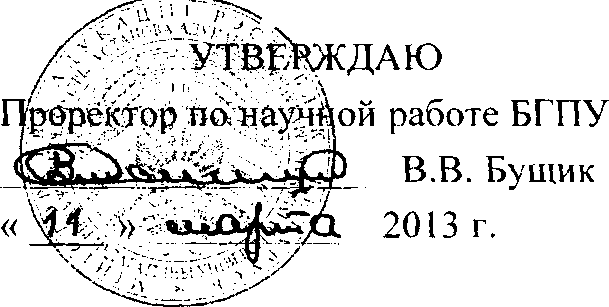 УТВЕРЖДАЮ
Проректор по научной работе БГПУ
В.В. Бущик
« 11 » марта 2013 г.